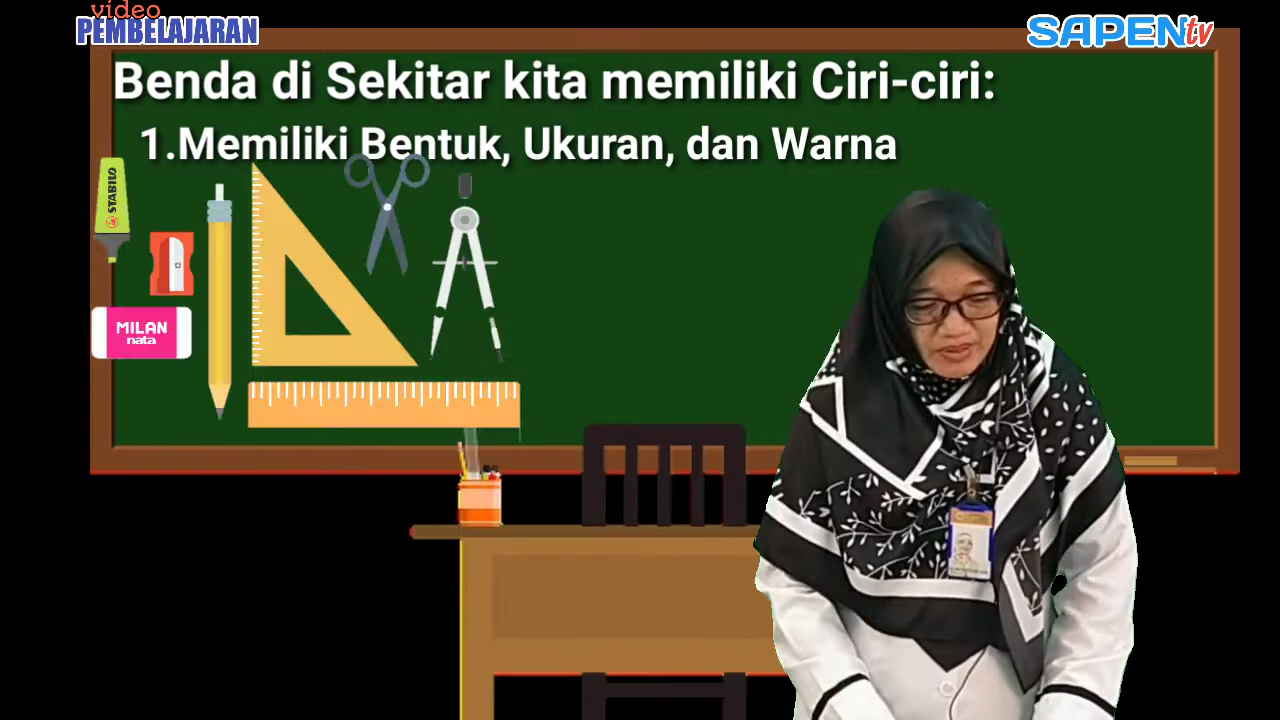 video
PEMBELAJARAN
SAPENtv
Benda di Sekitar kita memiliki Ciri-ciri:
1.Memiliki Bentuk, Ukuran, dan Warna
STABILO
MILAN
nata